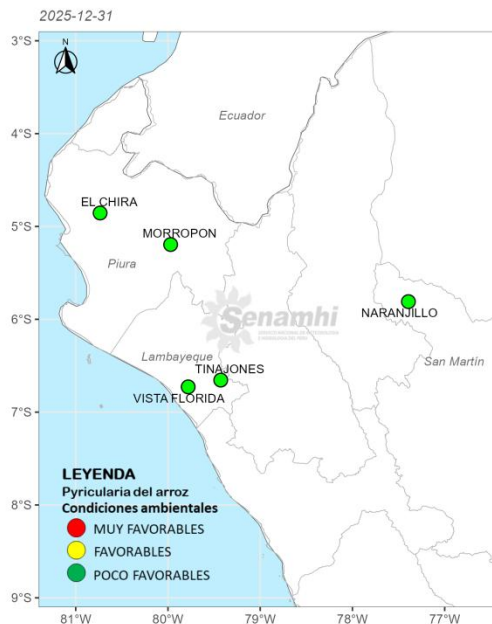 2025-12-31
3°S
N
Ecuador
4°S
EL CHIRA
5°S
MORROPON
Piura
NARANJILLO
6°S
Senamhi
Lambayeque
San Martín
TINAJONES
VISTA FLORIDA
7°S
LEYENDA
Pyricularia del arroz
Condiciones ambientales
MUY FAVORABLES
8°S
FAVORABLES
POCO FAVORABLES
9°S
81°W 80°W 79°W 78°W 77°W